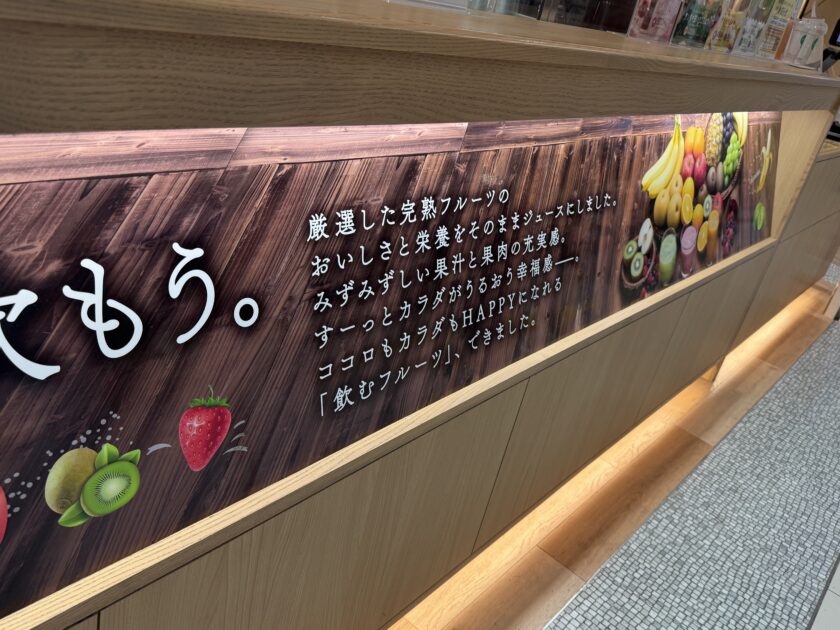 もう。
厳選した完熟フルーツの
おいしさと栄養をそのままジュースにしました。
みずみずしい果汁と果肉の充実感。
すーっとカラダがうるおう幸福感──。
ココロもカラダもHAPPYになれる
「飲むフルーツ」、できました。